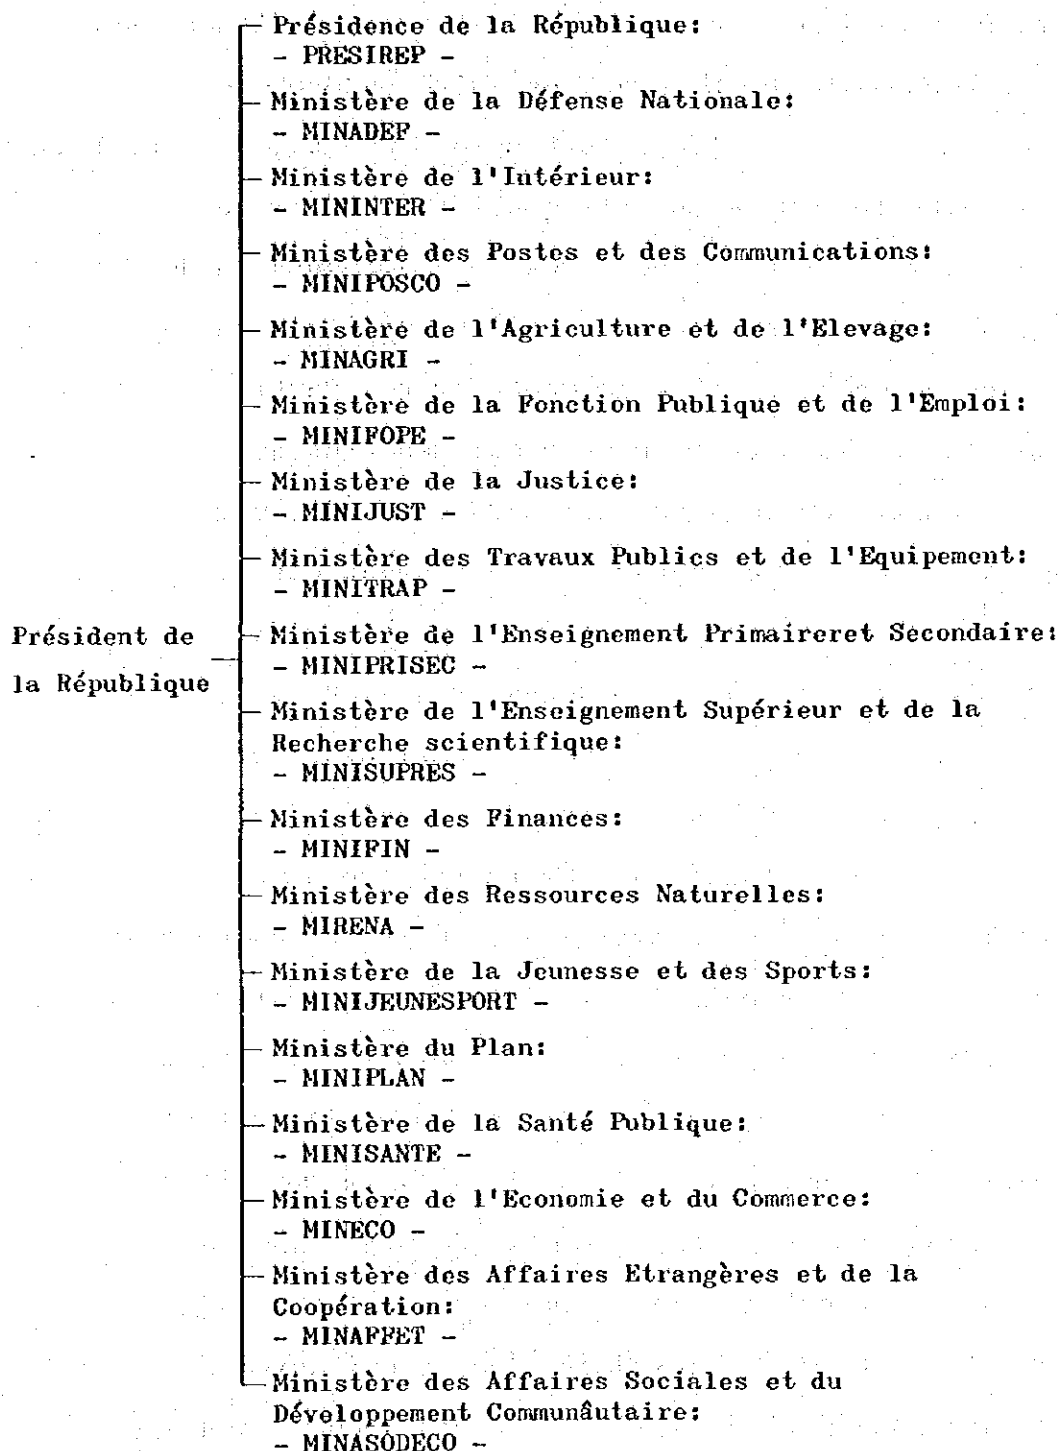 Présidence de la République:
- PRESIREP -
Ministère de la Défense Nationale:
- MINADEF -
Ministère de l'Intérieur:
- MININTER -
Ministère des Postes et des Communications:
- MINIPOSCO -
Ministère de l'Agriculture et de l'Elevage:
- MINAGRI -
Ministère de la Fonction Publique et de l'Emploi:
- MINIFOPE -
Ministère de la Justice:
- MINIJUST -
Ministère des Travaux Publics et de l'Equipement:
- MINITRAP -
Président de
la République
Ministère de l'Enseignement Primaireret Secondaire:
- MINIPRISEC -
Ministère de l'Enseignement Supérieur et de la
Recherche scientifique:
- MINISUPRES -
Ministère des Finances:
- MINIFIN -
Ministère des Ressources Naturelles:
- MIRENA -
Ministère de la Jeunesse et des Sports:
- MINIJEUNESPORT -
Ministère du Plan:
- MINIPLAN -
Ministère de la Santé Publique:
- MINISANTE -
Ministère de l'Economie et du Commerce:
- MINECO -
Ministère des Affaires Etrangères et de la
Coopération:
- MINAFFET -
Ministère des Affaires Sociales et du
Développement Communâutaire:
- MINASODECO -